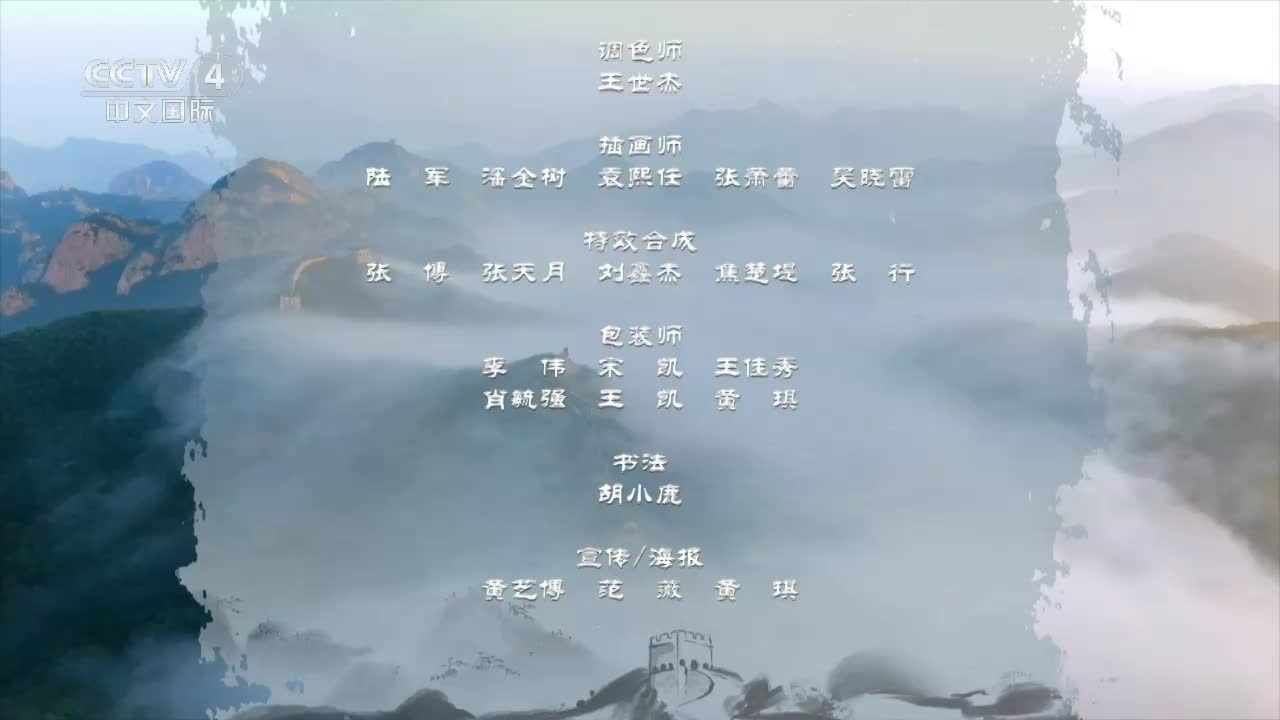 CCTV 4
中文国际
调色师
王世杰
插画师
陆　军　潘全树　袁熙任　张萧蕾　吴晓雷
特效合成
张　博　张天月　刘鑫杰　焦楚堤　张　行
包装师
李　伟　宋　凯　王佳秀
肖毓强　王　凯　黄　琪
书法
胡小鹿
宣传/海报
黄艺博　范　薇　黄　琪